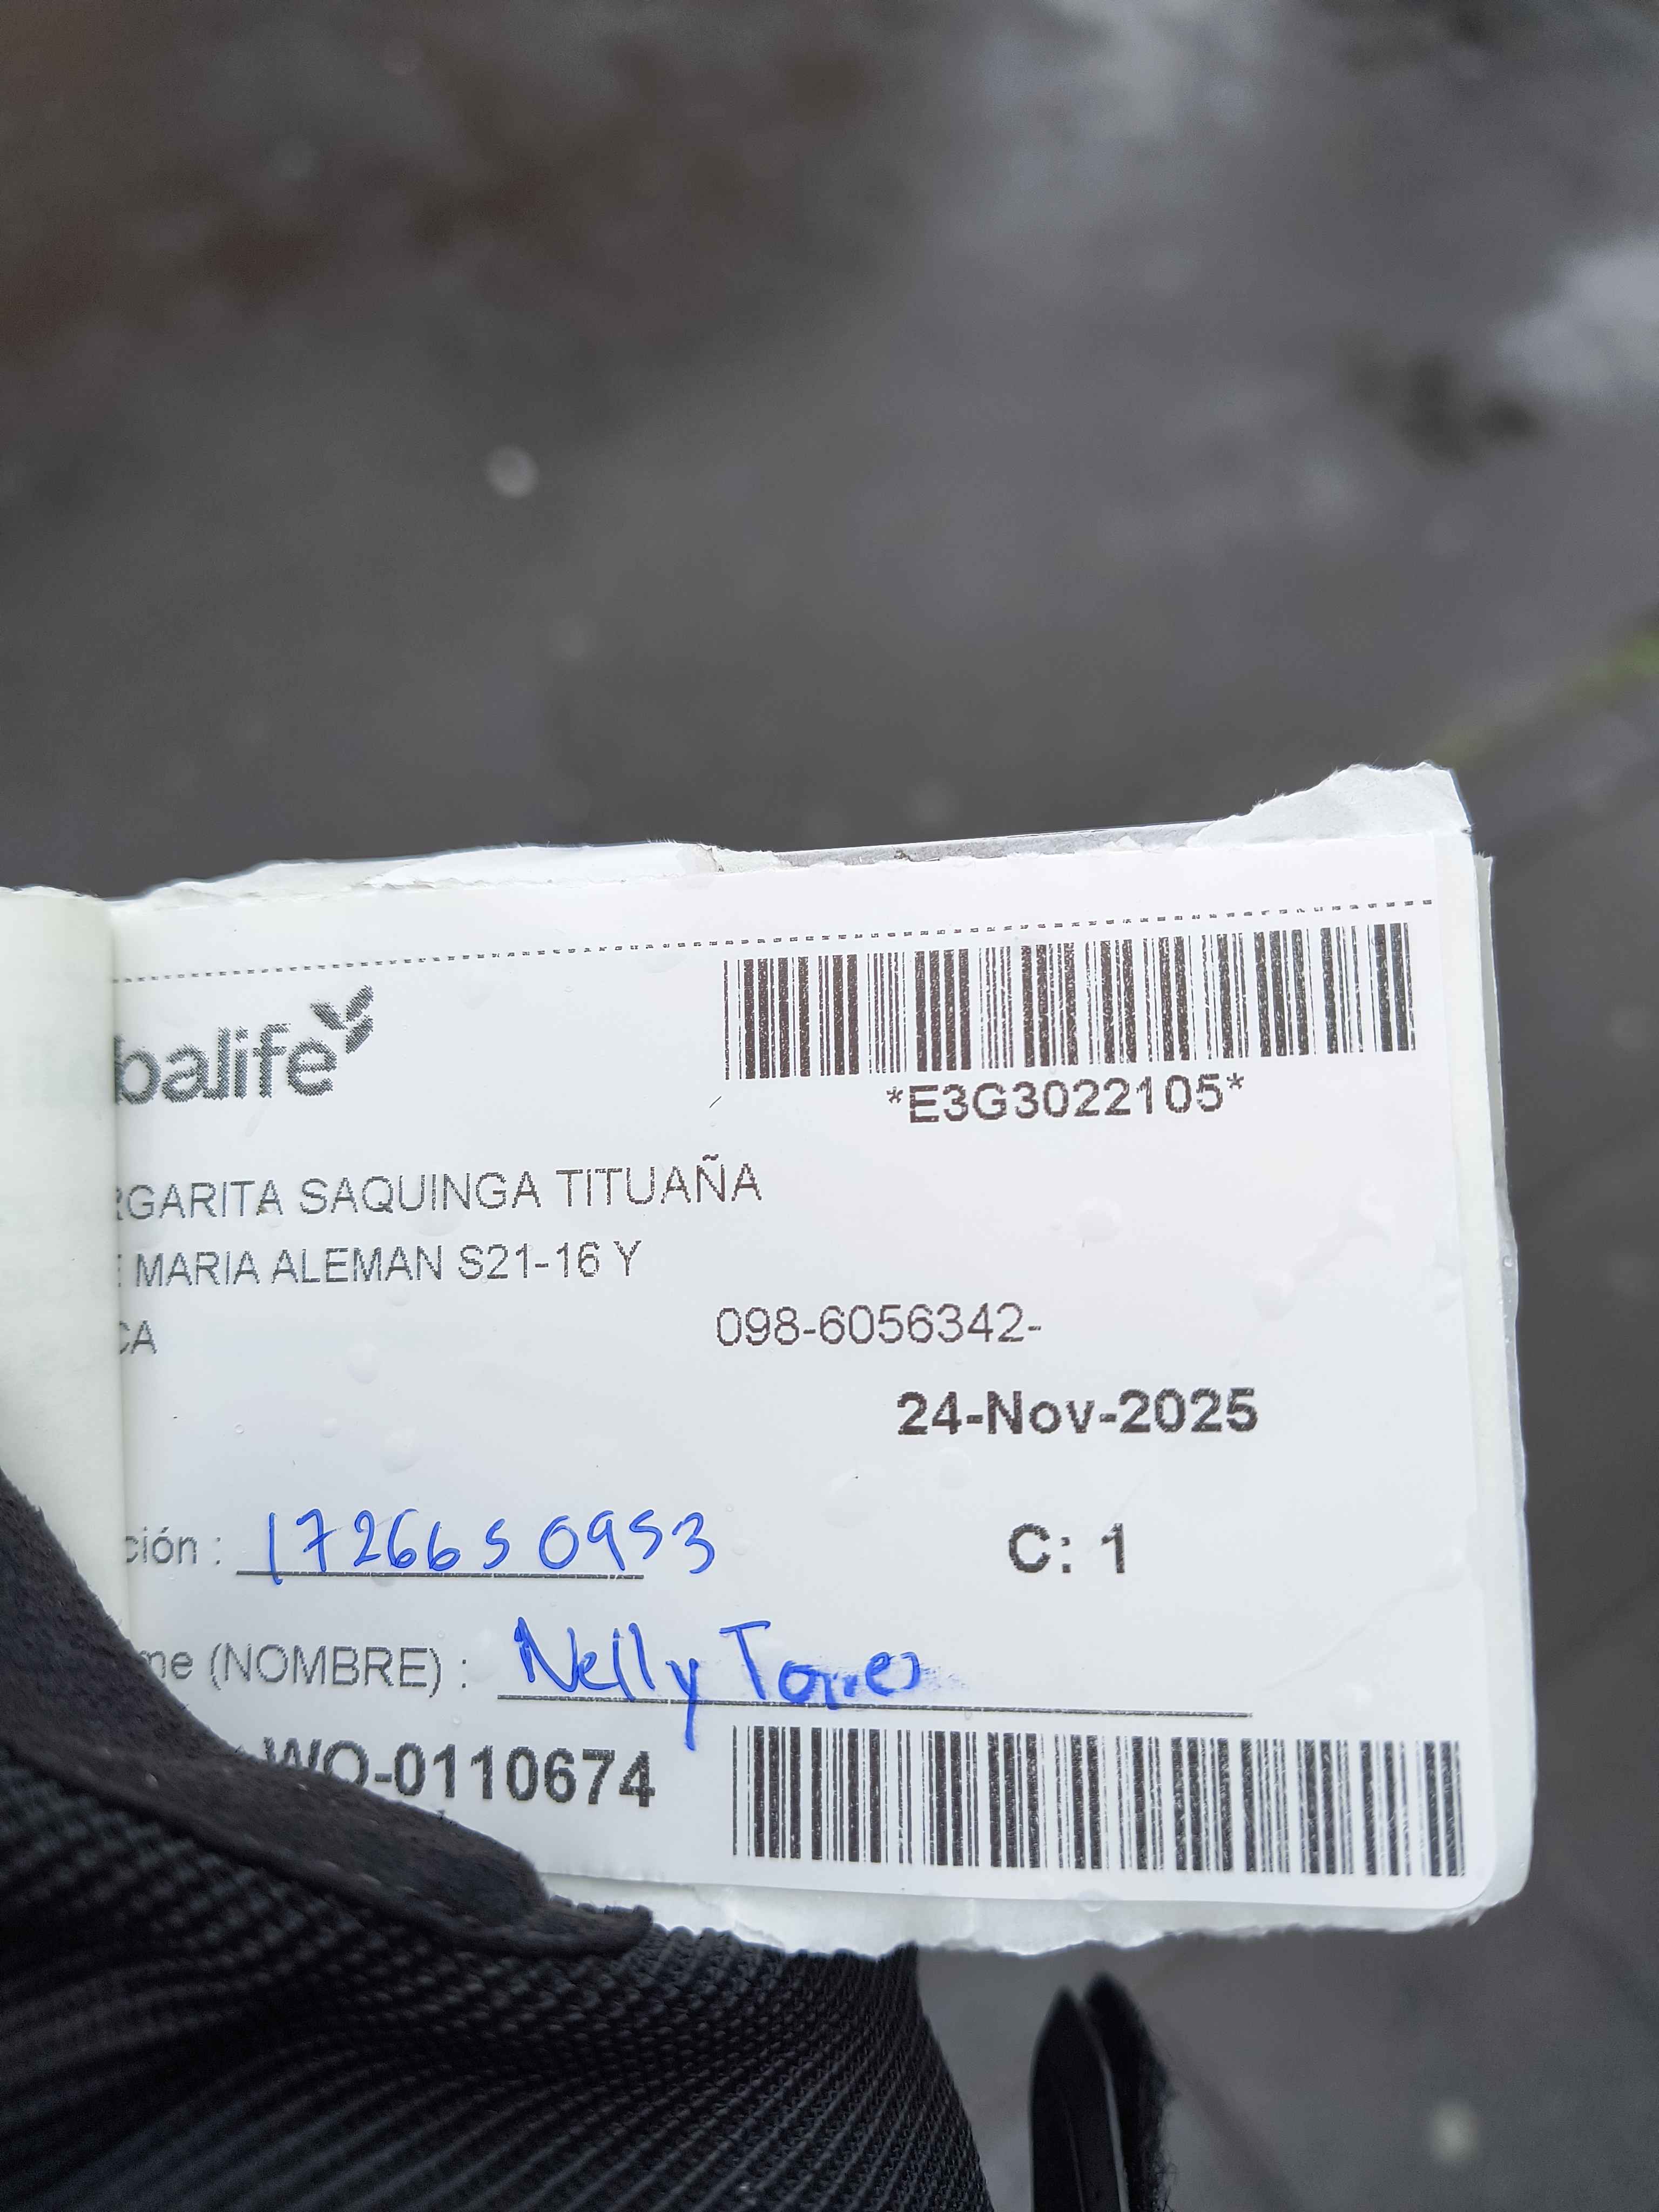 balife
*E3G3022105*
RGARITA SAQUINGA TITUAÑA
E MARIA ALEMAN S21-16 Y
CA
098-6056342-
24-Nov-2025
ción : 1726650953
C: 1
me (NOMBRE) : Nelly Torres
WO-0110674